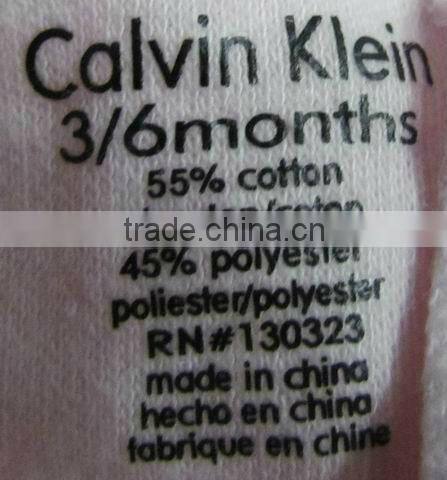 Calvin Klein
3/6months
55% cotton
trade.china.cn
45% polyester
poliester/polyester
RN#130323
made in china
hecho en china
fabrique en chine